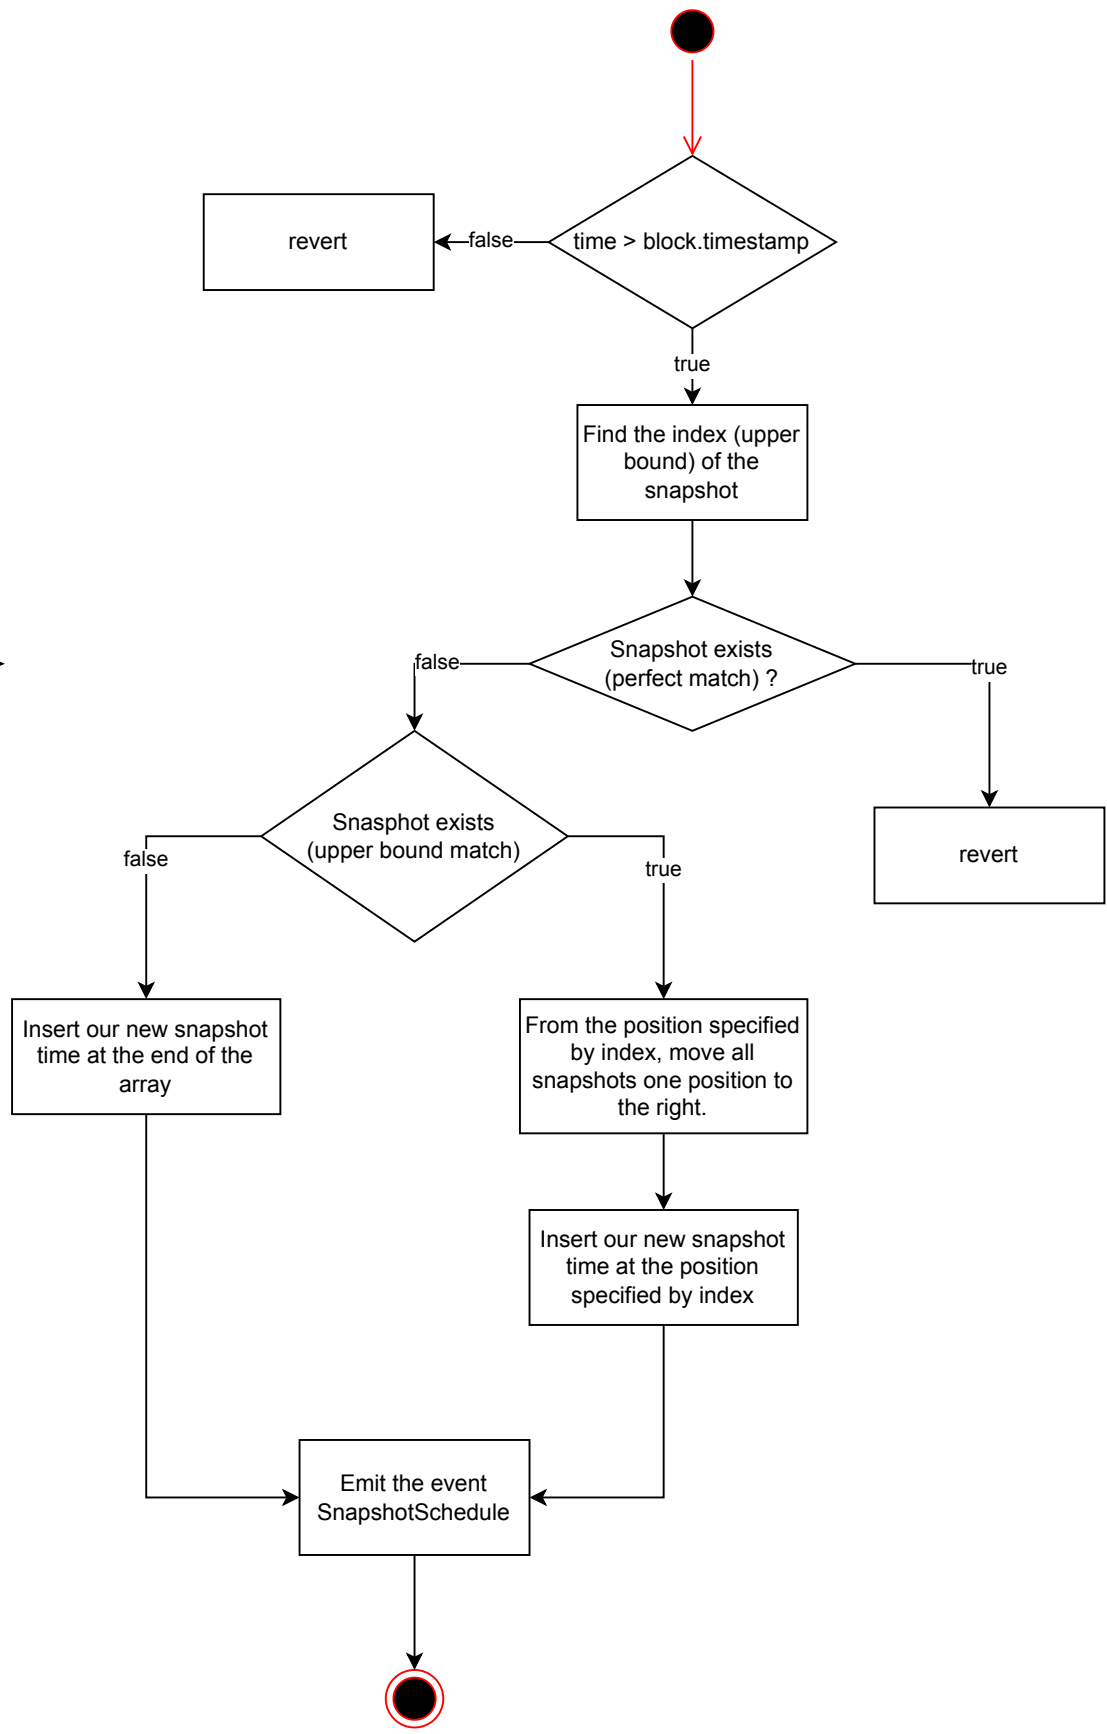 time > block.timestamp
false
revert
true
Find the index (upper
bound) of the
snapshot
Snapshot exists
(perfect match) ?
false
true
Snasphot exists
(upper bound match)
revert
false
true
Insert our new snapshot
time at the end of the
array
From the position specified
by index, move all
snapshots one position to
the right.
Insert our new snapshot
time at the position
specified by index
Emit the event
SnapshotSchedule